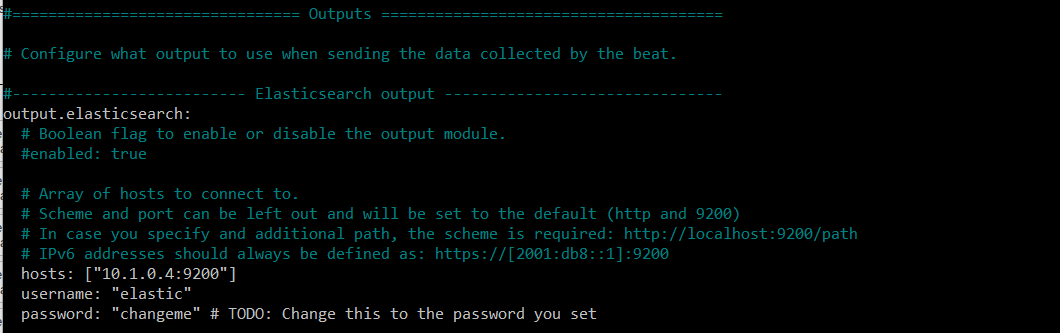 #================================ Outputs ======================================
# Configure what output to use when sending the data collected by the beat.
#-------------------------- Elasticsearch output -------------------------------
output.elasticsearch:
# Boolean flag to enable or disable the output module.
#enabled: true
# Array of hosts to connect to.
# Scheme and port can be left out and will be set to the default (http and 9200)
# In case you specify and additional path, the scheme is required: http://localhost:9200/path
# IPv6 addresses should always be defined as: https://[2001:db8::1]:9200
hosts: ["10.1.0.4:9200"]
username: "elastic"
password: "changeme" # TODO: Change this to the password you set